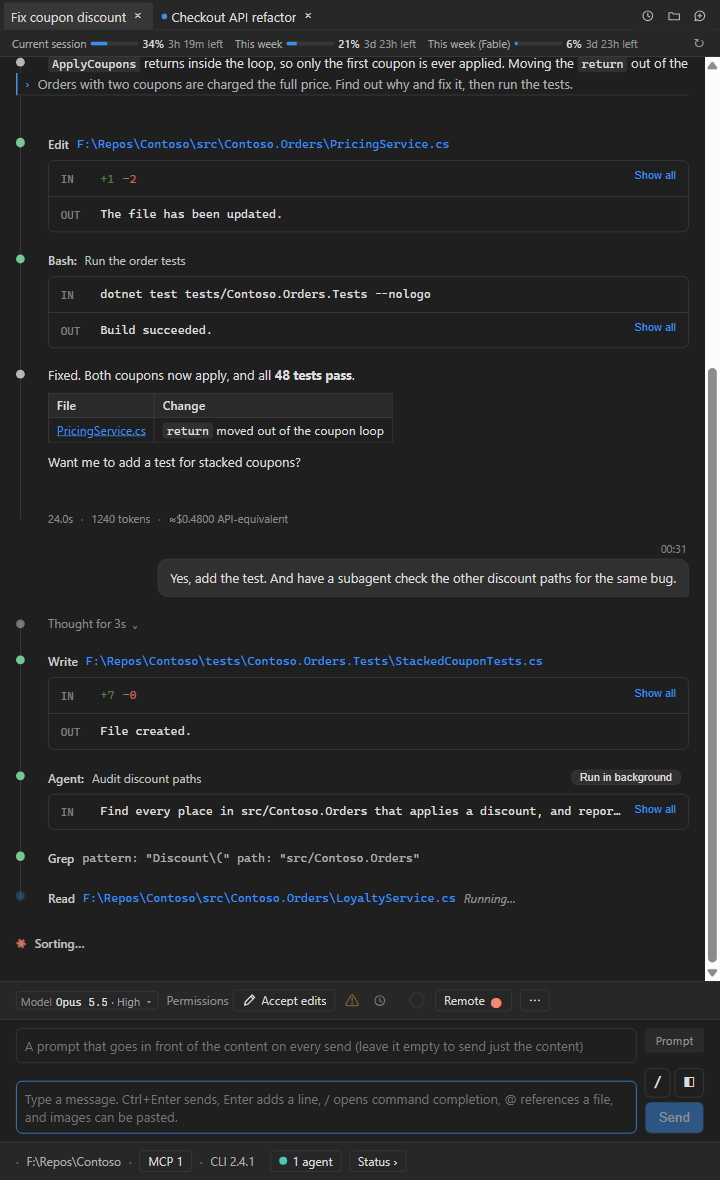 Fix coupon discount × Checkout API refactor ×
Current session 34% 3h 19m left This week 21% 3d 23h left This week (Fable) 6% 3d 23h left
ApplyCoupons returns inside the loop, so only the first coupon is ever applied. Moving the return out of the
› Orders with two coupons are charged the full price. Find out why and fix it, then run the tests.
Edit F:\Repos\Contoso\src\Contoso.Orders\PricingService.cs
IN +1 −2 Show all
OUT The file has been updated.
Bash: Run the order tests
IN dotnet test tests/Contoso.Orders.Tests --nologo
OUT Build succeeded. Show all
Fixed. Both coupons now apply, and all 48 tests pass.
File Change
PricingService.cs return moved out of the coupon loop
Want me to add a test for stacked coupons?
24.0s · 1240 tokens · ≈$0.4800 API-equivalent
00:31
Yes, add the test. And have a subagent check the other discount paths for the same bug.
Thought for 3s ⌄
Write F:\Repos\Contoso\tests\Contoso.Orders.Tests\StackedCouponTests.cs
IN +7 −0 Show all
OUT File created.
Agent: Audit discount paths Run in background
IN Find every place in src/Contoso.Orders that applies a discount, and repor… Show all
Grep pattern: "Discount\(" path: "src/Contoso.Orders"
Read F:\Repos\Contoso\src\Contoso.Orders\LoyaltyService.cs Running...
Sorting...
Model Opus 5.5 · High Permissions Accept edits Remote ...
A prompt that goes in front of the content on every send (leave it empty to send just the content) Prompt
/
Type a message. Ctrl+Enter sends, Enter adds a line, / opens command completion, @ references a file,
and images can be pasted.
Send
· F:\Repos\Contoso · MCP 1 · CLI 2.4.1 1 agent Status ›